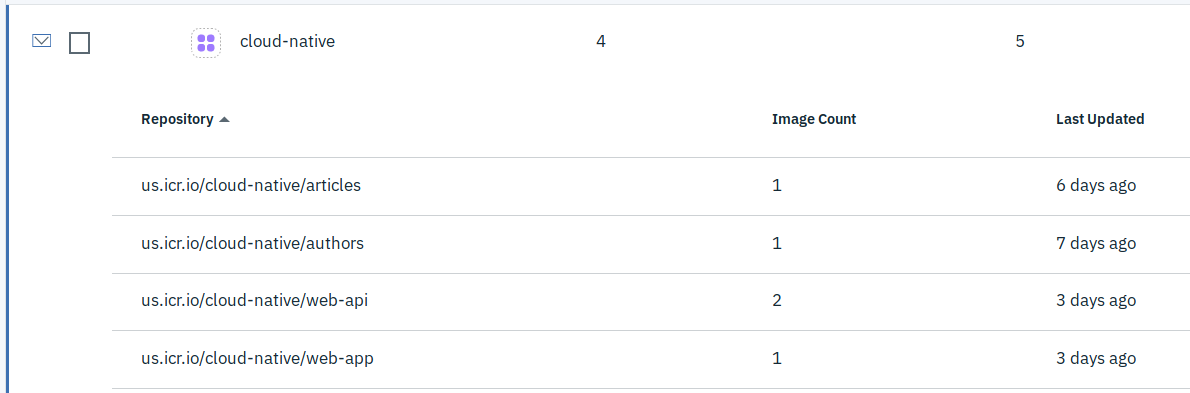 cloud-native 4 5
Repository Image Count Last Updated
us.icr.io/cloud-native/articles 1 6 days ago
us.icr.io/cloud-native/authors 1 7 days ago
us.icr.io/cloud-native/web-api 2 3 days ago
us.icr.io/cloud-native/web-app 1 3 days ago